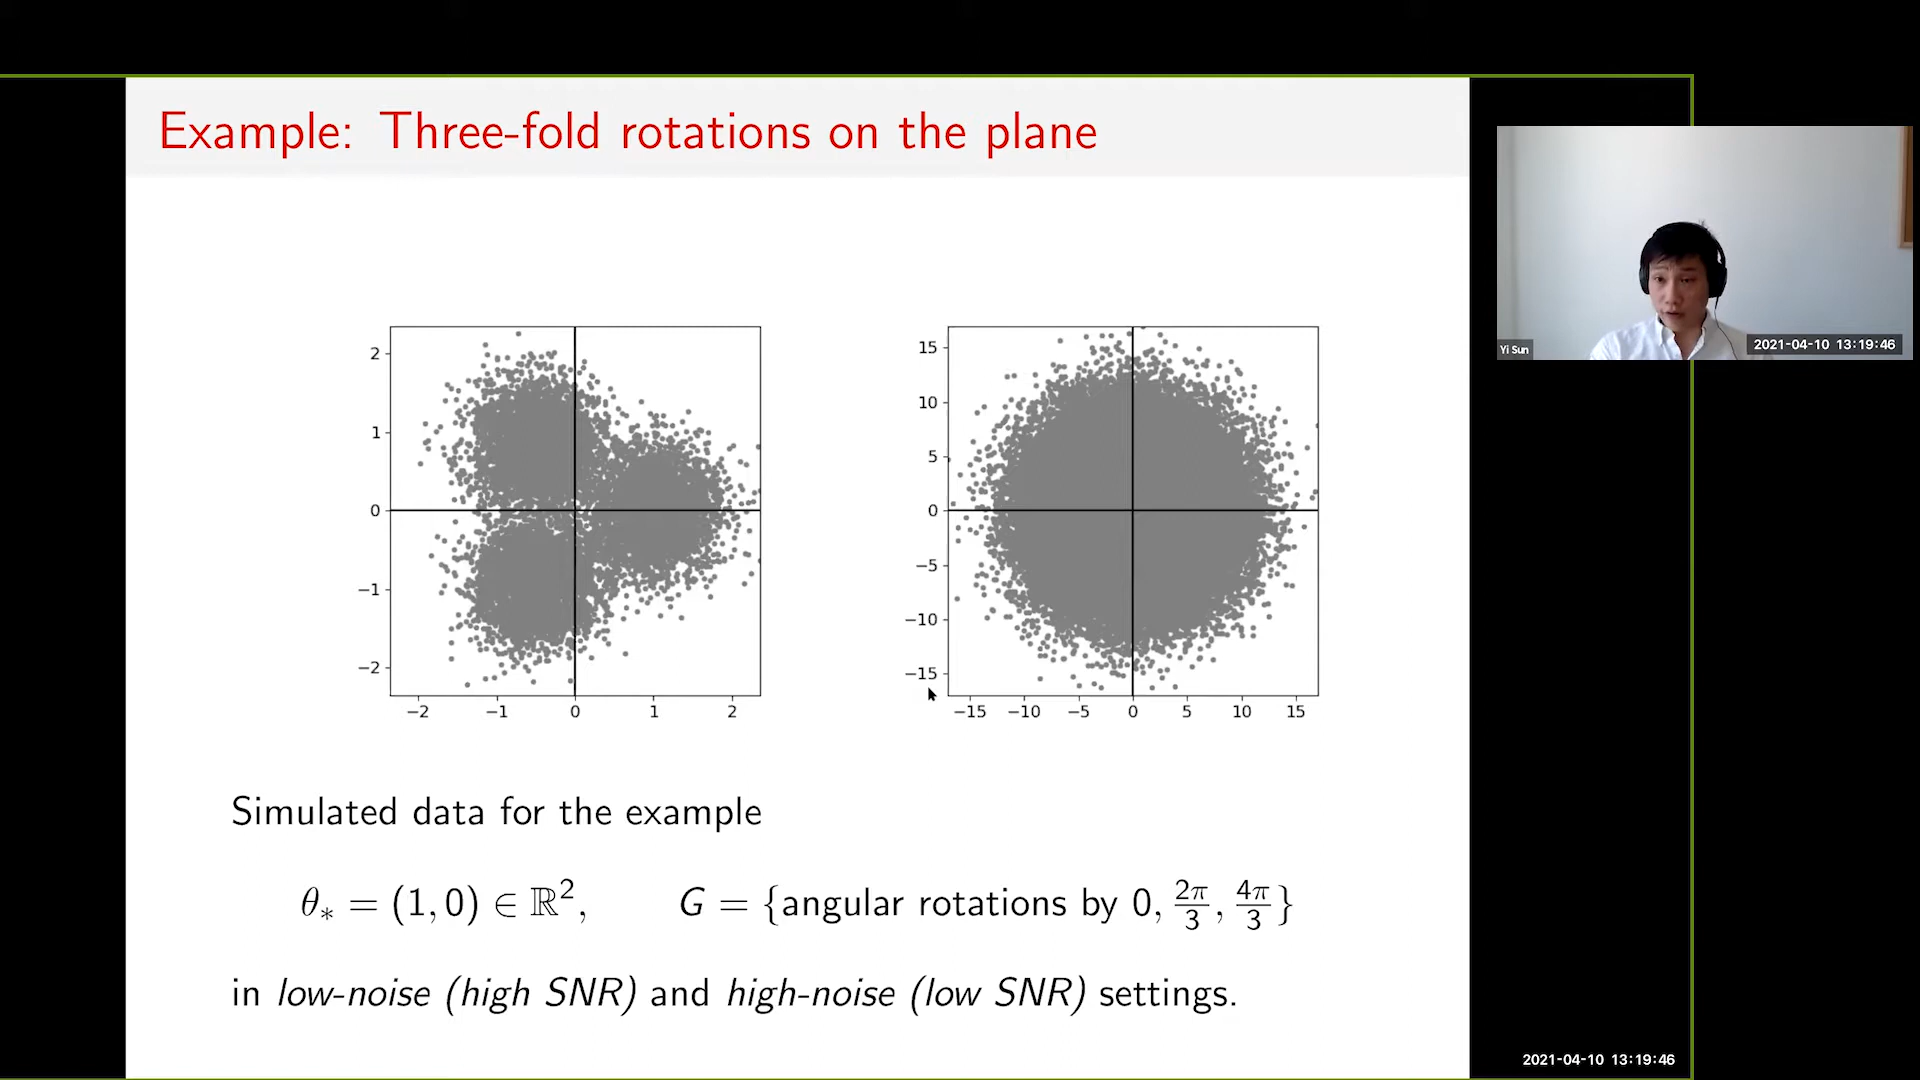 Example: Three-fold rotations on the plane
2
1
0
−1
−2
−2 −1 0 1 2
15
10
5
0
−5
−10
−15
−15 −10 −5 0 5 10 15
Simulated data for the example
θ∗ = (1, 0) ∈ ℝ², G = {angular rotations by 0, 2π/3, 4π/3}
in low-noise (high SNR) and high-noise (low SNR) settings.
Yi Sun
2021-04-10 13:19:46
2021-04-10 13:19:46